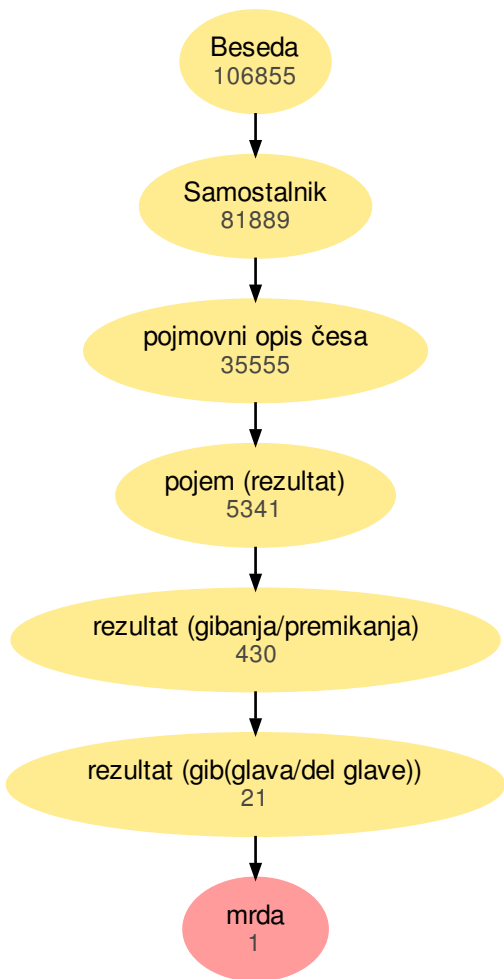 Beseda
106855
Samostalnik
81889
pojmovni opis česa
35555
pojem (rezultat)
5341
rezultat (gibanja/premikanja)
430
rezultat (gib(glava/del glave))
21
mrda
1